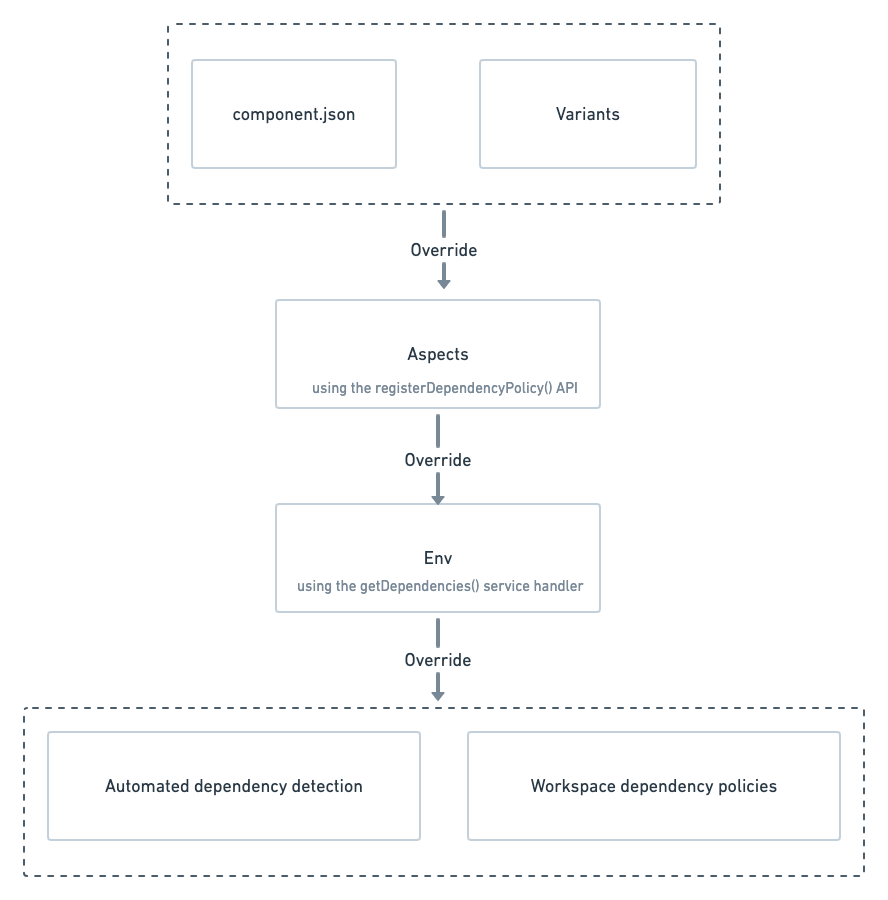 component.json
Variants
Override
Aspects
using the registerDependencyPolicy() API
Override
Env
using the getDependencies() service handler
Override
Automated dependency detection
Workspace dependency policies